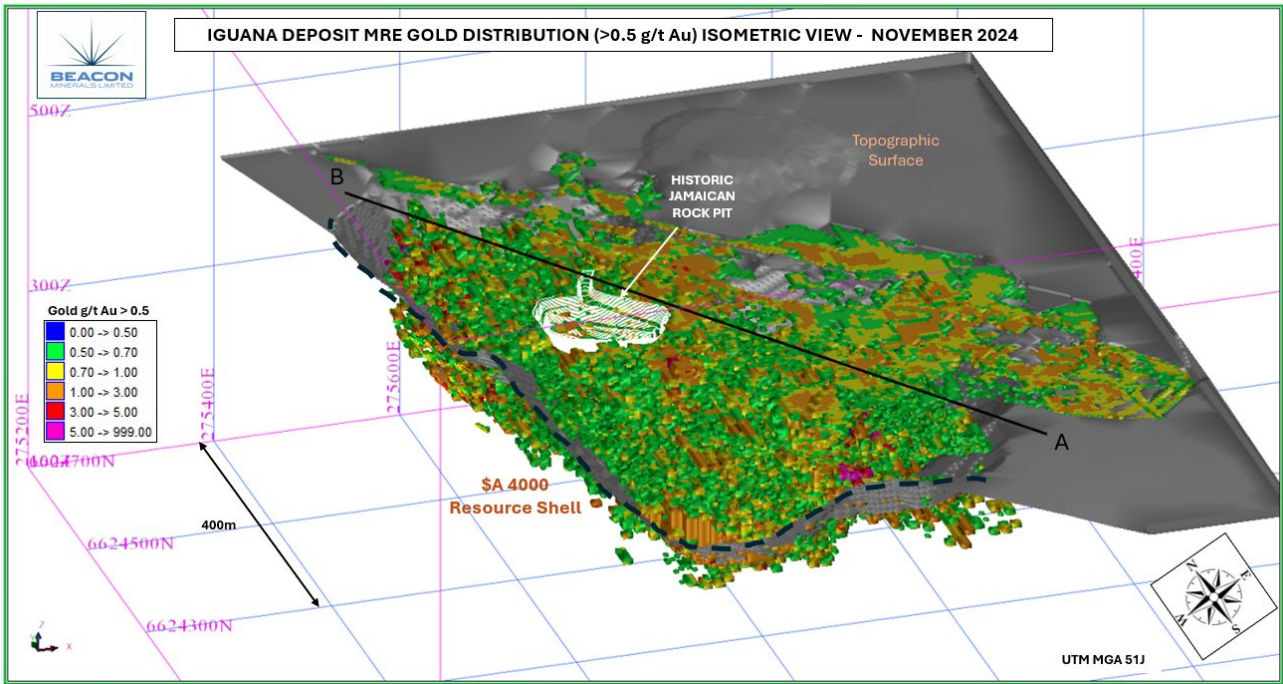 IGUANA DEPOSIT MRE GOLD DISTRIBUTION (>0.5 g/t Au) ISOMETRIC VIEW - NOVEMBER 2024
BEACON
MINERALS LIMITED
500Z
Topographic
Surface
B
HISTORIC
JAMAICAN
ROCK PIT
400E
300Z
Gold g/t Au > 0.5
0.00 -> 0.50
0.50 -> 0.70
0.70 -> 1.00
1.00 -> 3.00
3.00 -> 5.00
5.00 -> 999.00
275200E
275400E
275600E
A
$A 4000
Resource Shell
400m
6624500N
6624300N
N
E
W
S
Z
X
UTM MGA 51J